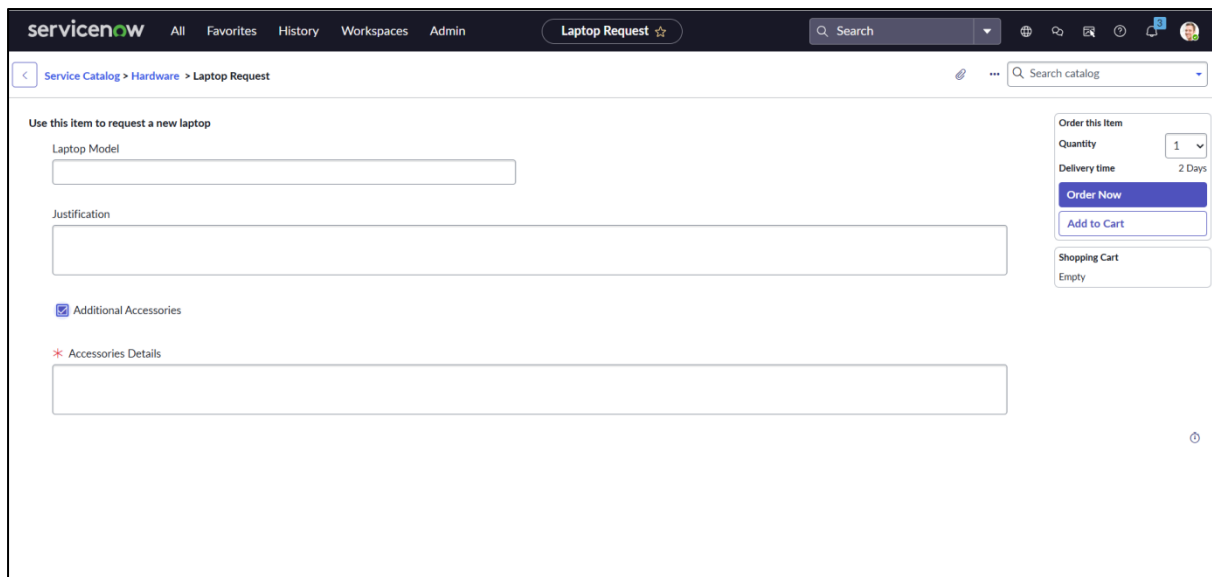 servicenow All Favorites History Workspaces Admin Laptop Request Search 3
Service Catalog > Hardware > Laptop Request Search catalog
Use this item to request a new laptop
Laptop Model
Justification
Additional Accessories
* Accessories Details
Order this Item
Quantity 1
Delivery time 2 Days
Order Now
Add to Cart
Shopping Cart
Empty